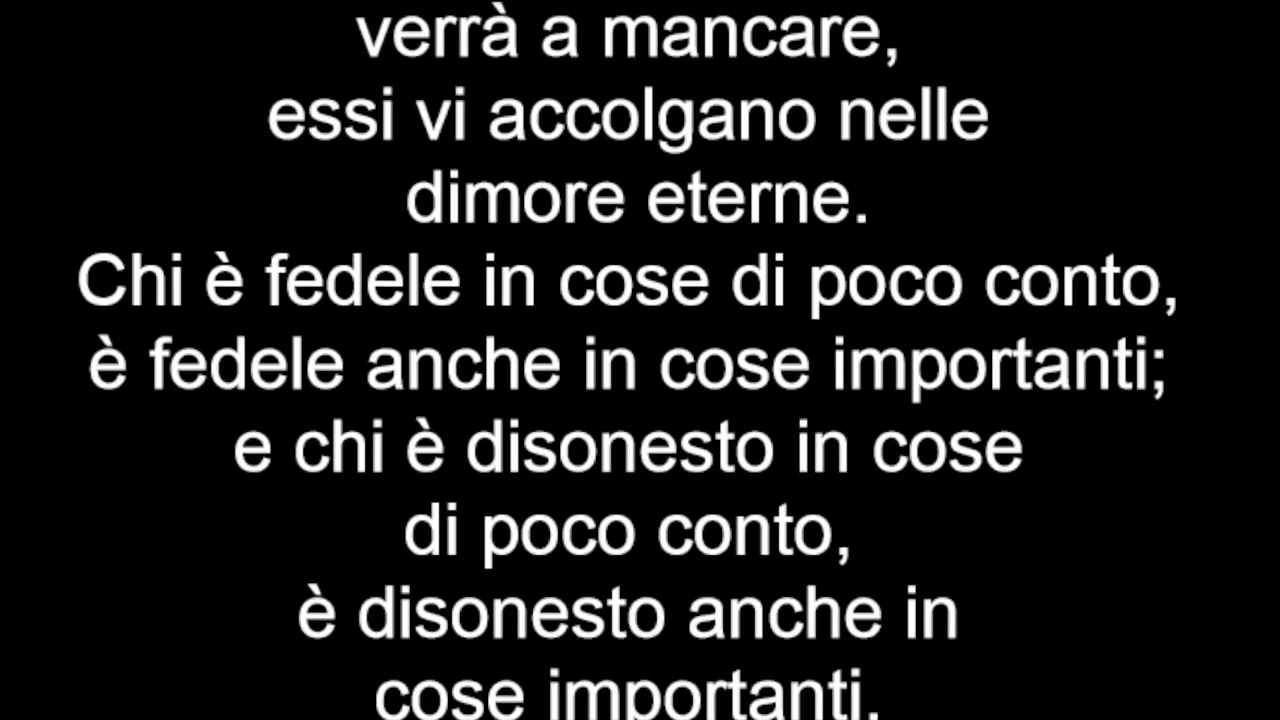 verrà a mancare,
essi vi accolgano nelle
dimore eterne.
Chi è fedele in cose di poco conto,
è fedele anche in cose importanti;
e chi è disonesto in cose
di poco conto,
è disonesto anche in
cose importanti.